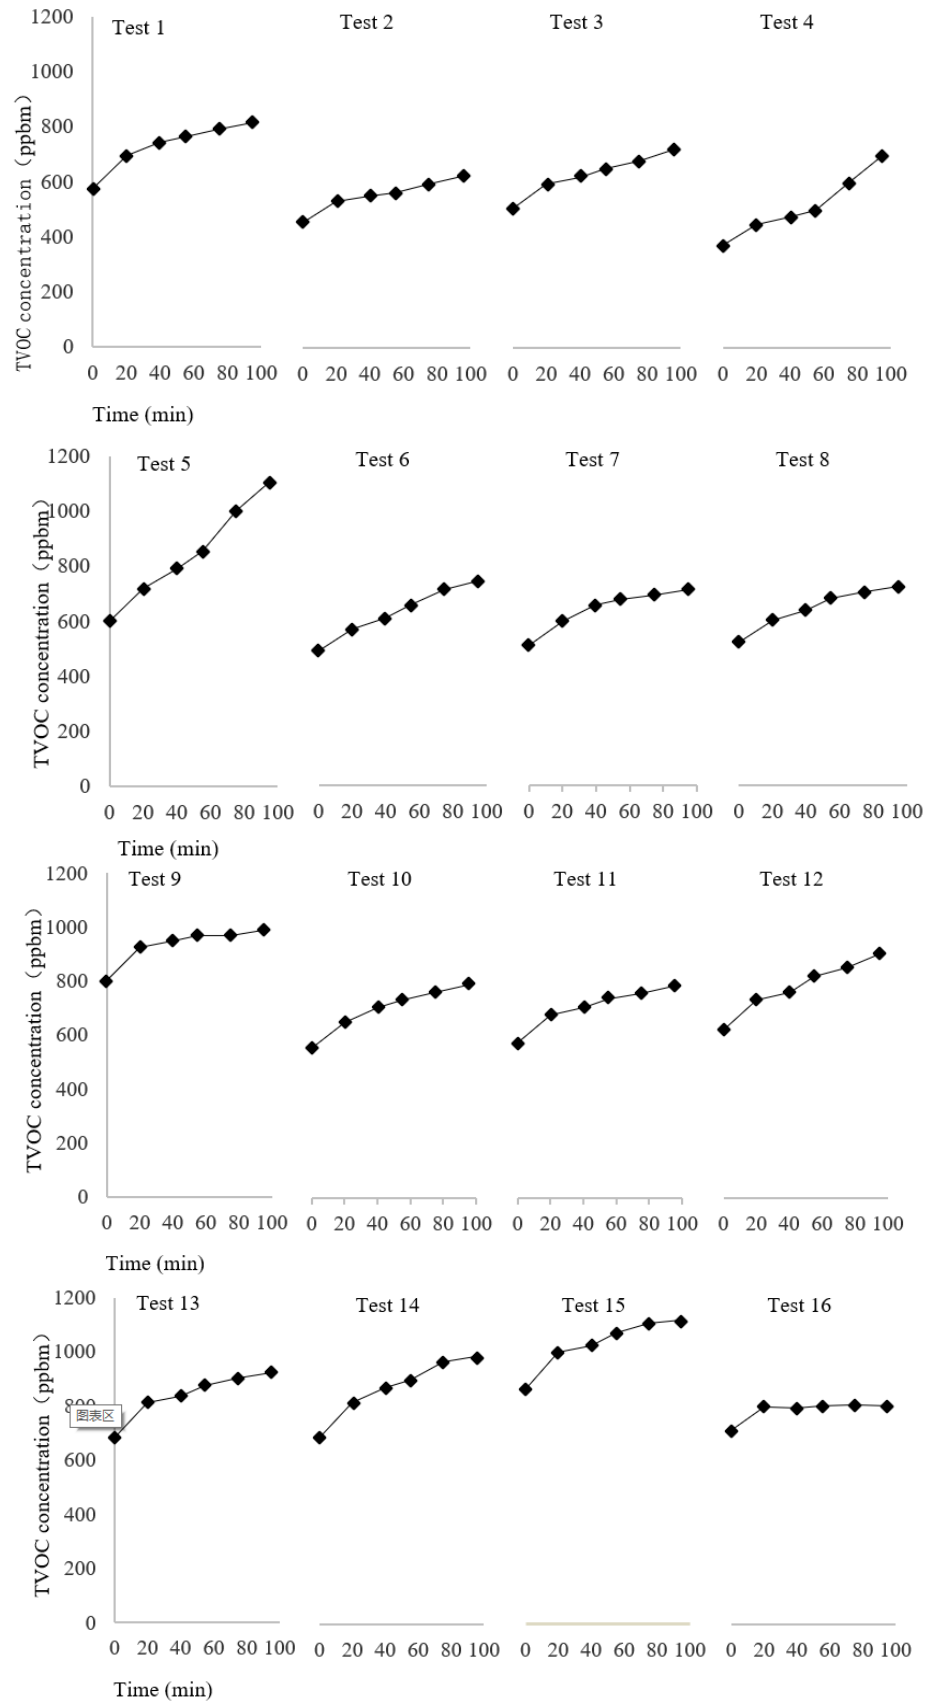 1200
Test 1
Test 2
Test 3
Test 4
1000
800
600
400
200
0
TVOC concentration（ppbm）
0 20 40 60 80 100
0 20 40 60 80 100
0 20 40 60 80 100
0 20 40 60 80 100
Time (min)
1200
Test 5
Test 6
Test 7
Test 8
1000
800
600
400
200
0
TVOC concentration（ppbm）
0 20 40 60 80 100
0 20 40 60 80 100
0 20 40 60 80 100
0 20 40 60 80 100
Time (min)
1200
Test 9
Test 10
Test 11
Test 12
1000
800
600
400
200
0
TVOC concentration（ppbm）
0 20 40 60 80 100
0 20 40 60 80 100
0 20 40 60 80 100
0 20 40 60 80 100
Time (min)
1200
Test 13
Test 14
Test 15
Test 16
1000
800
图表区
600
400
200
0
TVOC concentration（ppbm）
0 20 40 60 80 100
0 20 40 60 80 100
0 20 40 60 80 100
0 20 40 60 80 100
Time (min)